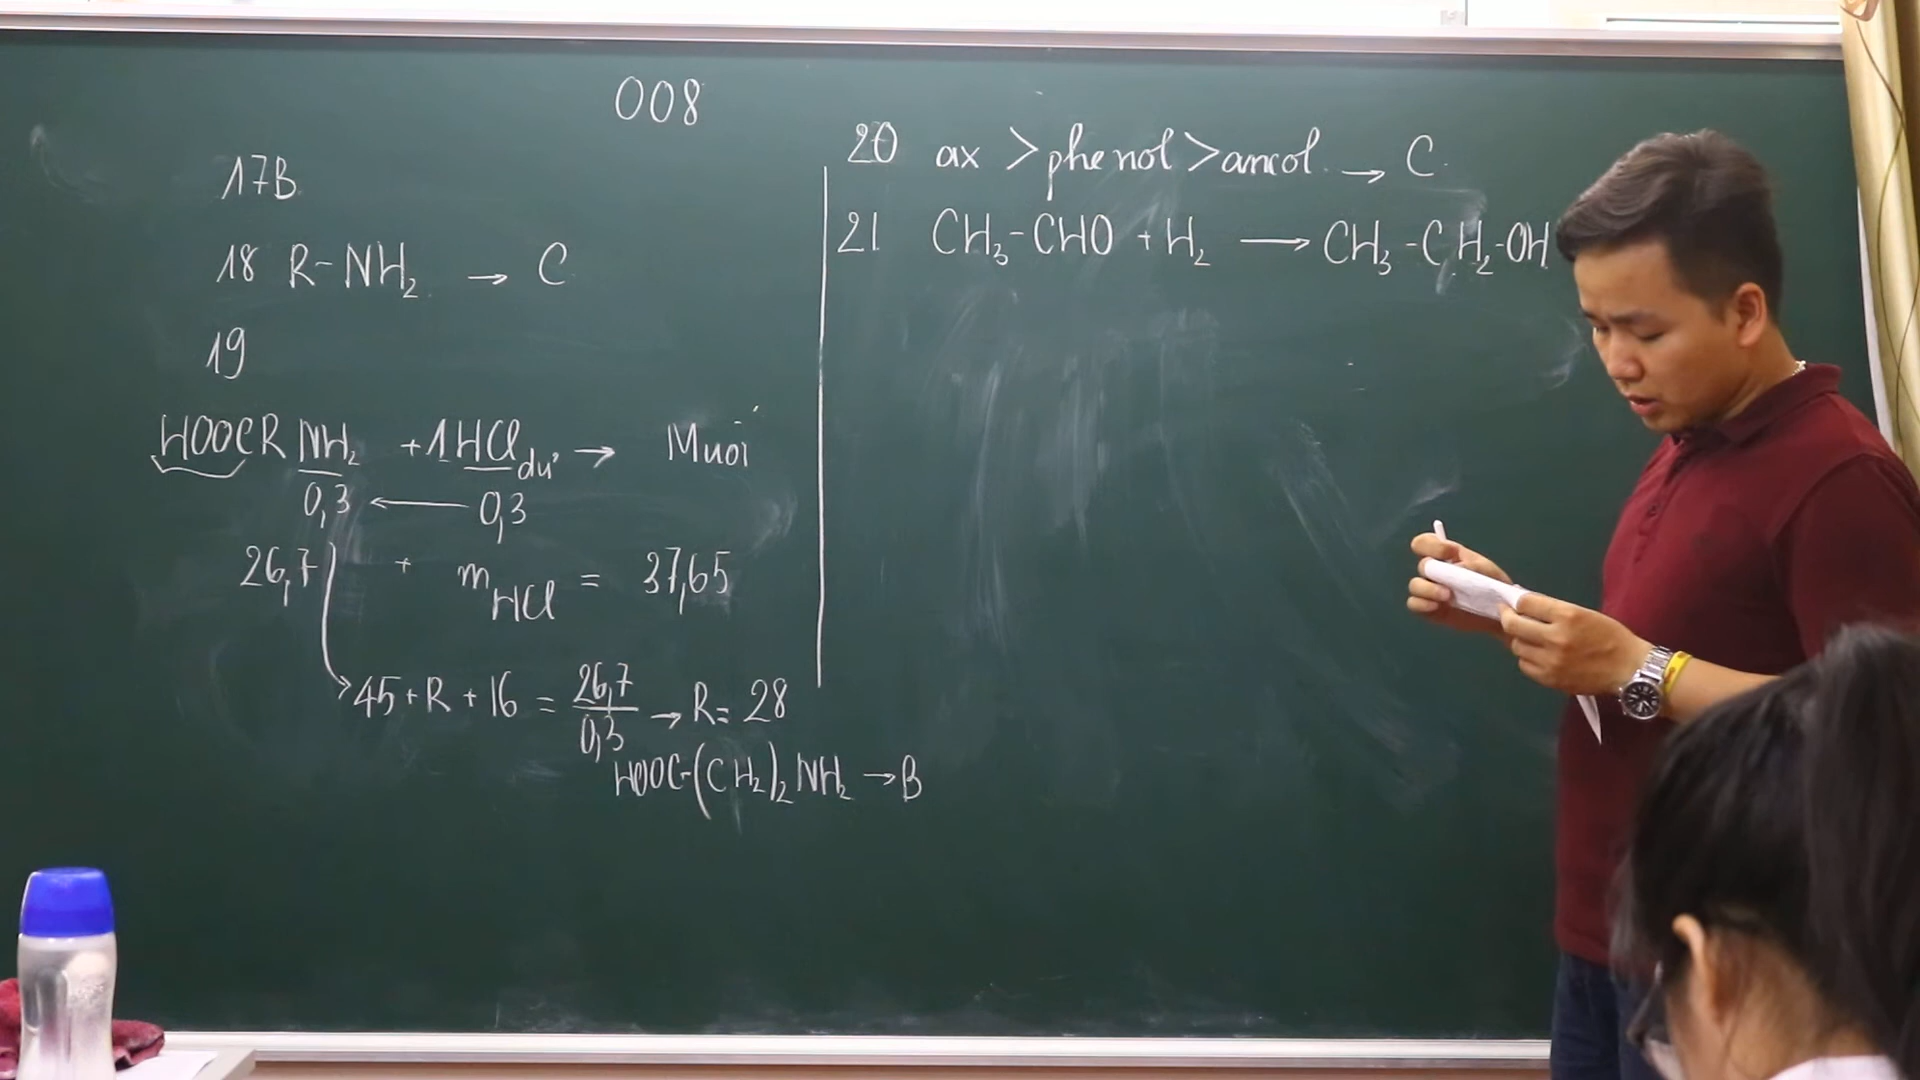 008
17B
18 R-NH₂ → C
19
HOOCR NH₂ + 1HCl dư → Muối
0,3 ← 0,3
26,7 + mHCl = 37,65
45 + R + 16 = 26,7/0,3 → R = 28
HOOC-(CH₂)₂NH₂ → B
20 ax > phenol > ancol → C
21 CH₃-CHO + H₂ → CH₃-CH₂-OH